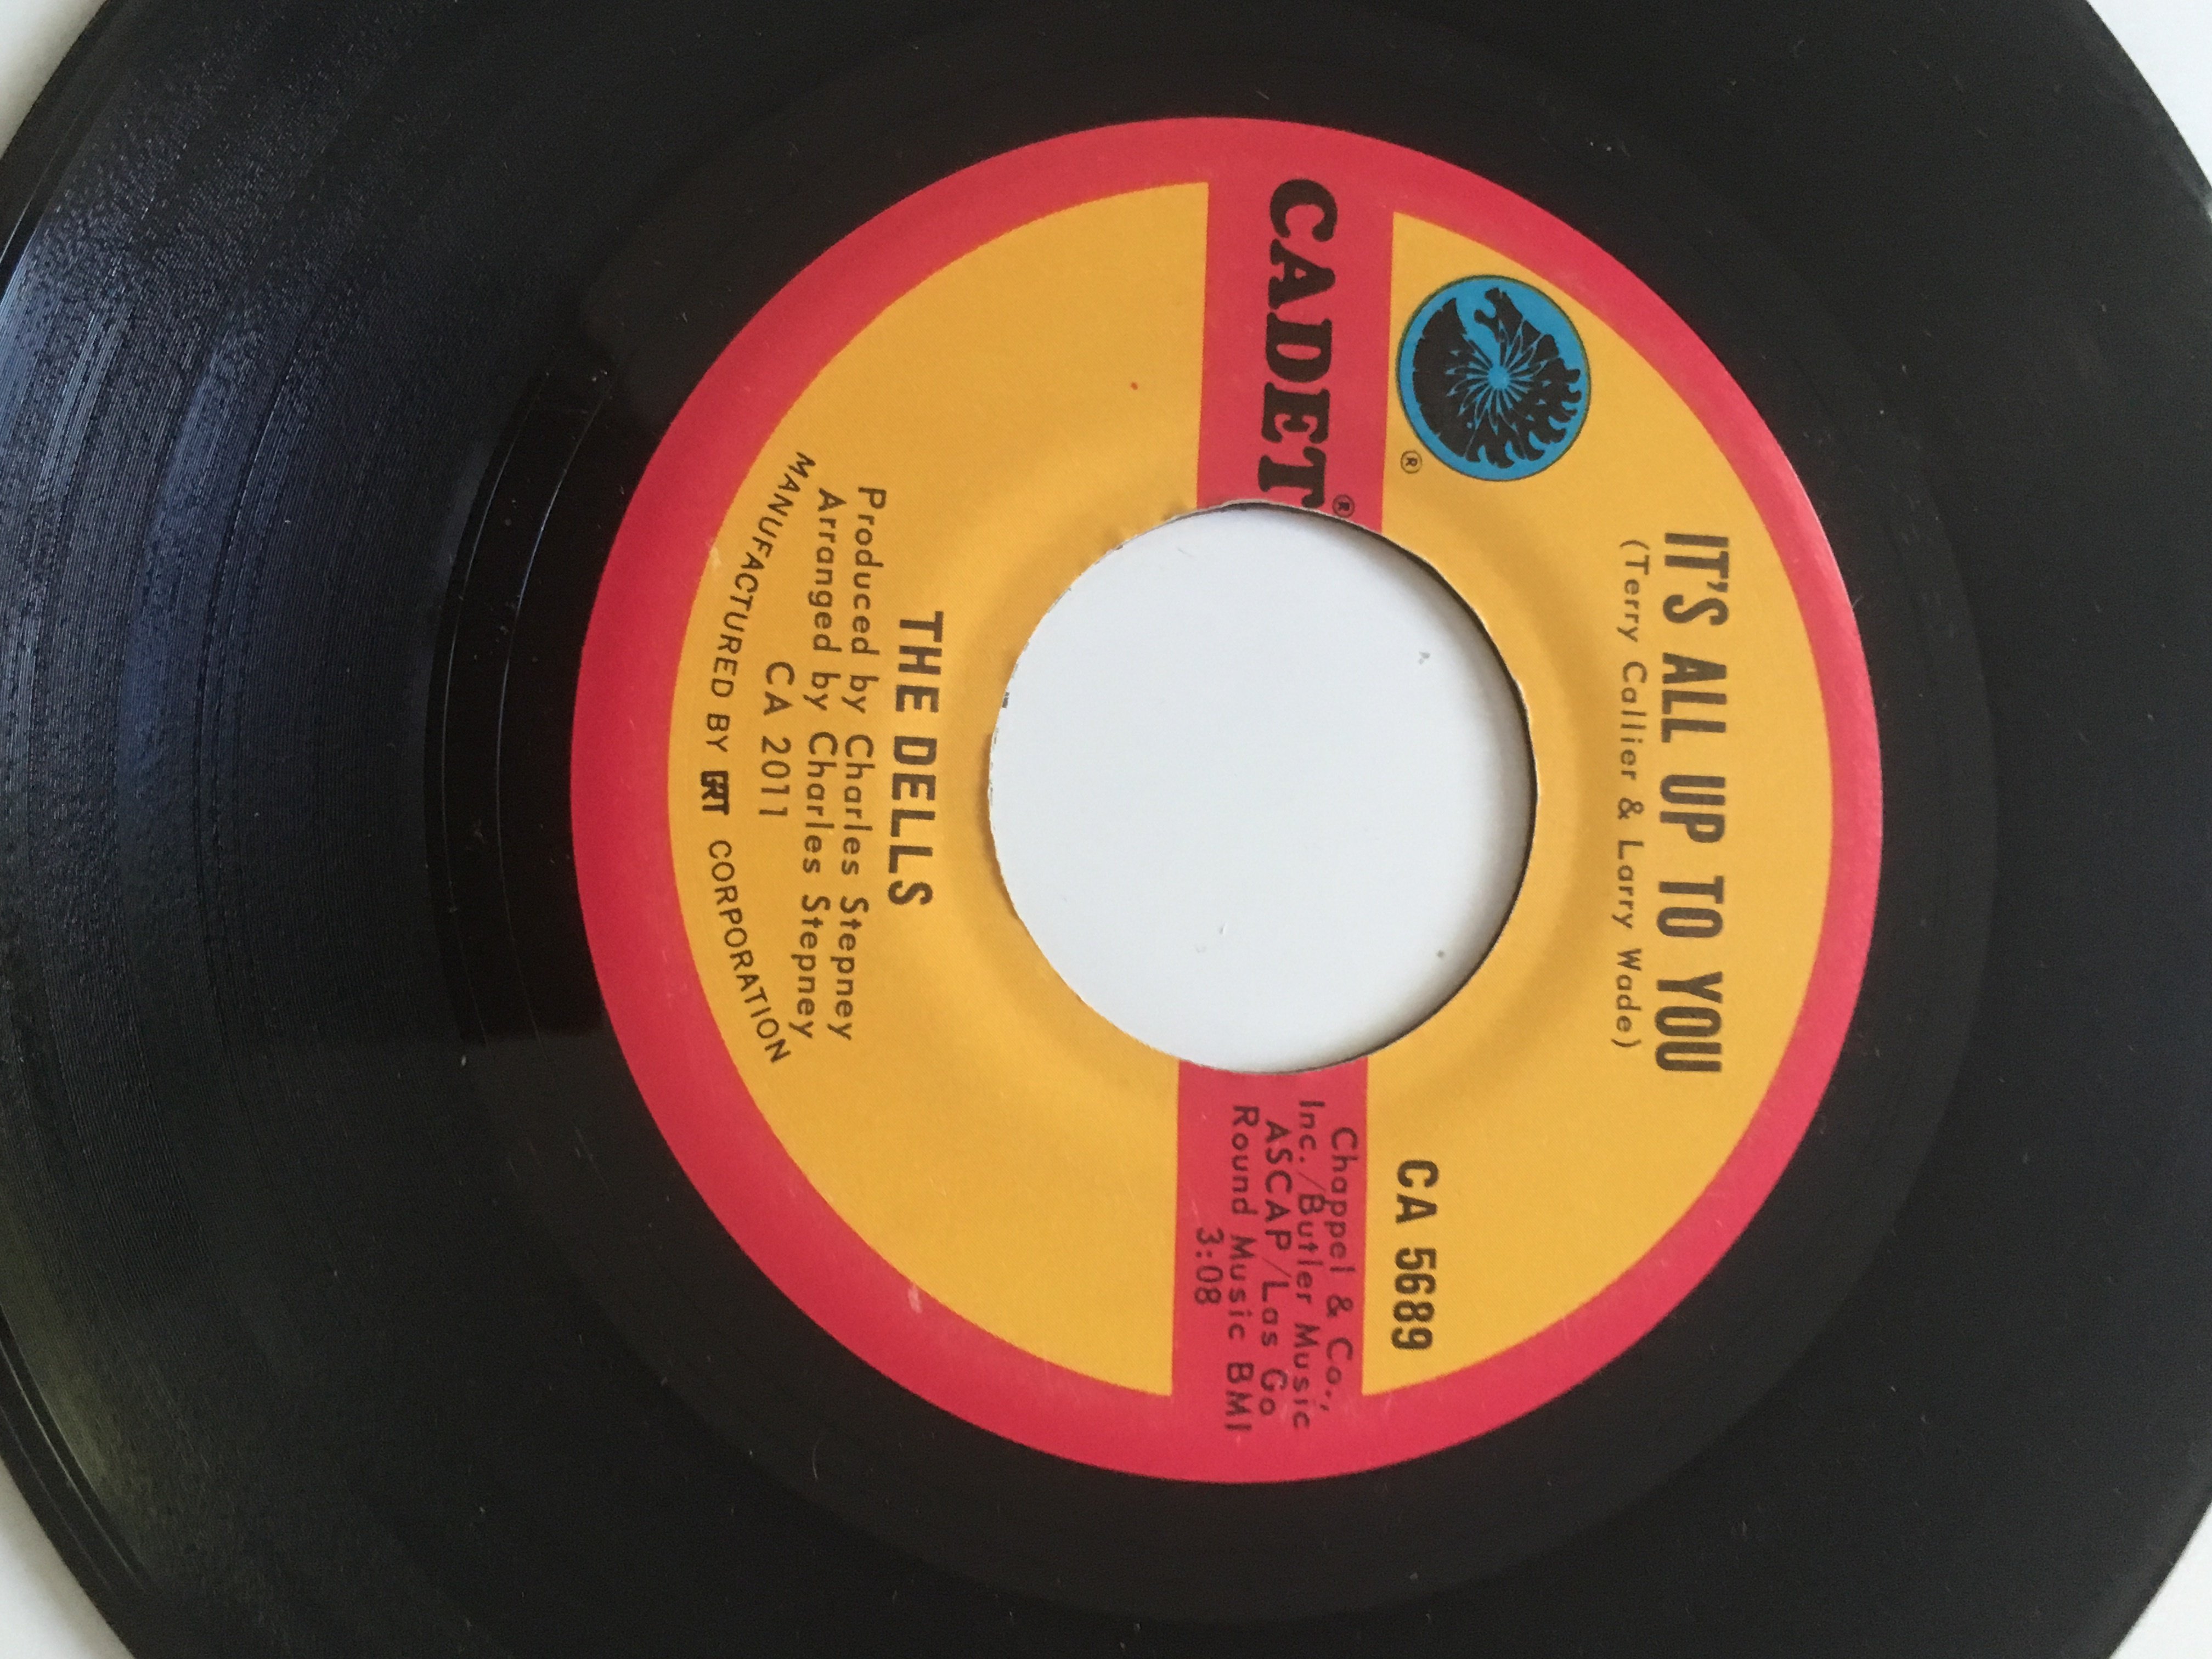 IT'S ALL UP TO YOU
(Terry Callier & Larry Wade)
®
CADET®
CA 5689
Chappel & Co.,
Inc./Butler Music
ASCAP/Las Go
Round Music BMI
3:08
THE DELLS
Produced by Charles Stepney
Arranged by Charles Stepney
CA 2011
MANUFACTURED BY GRT CORPORATION